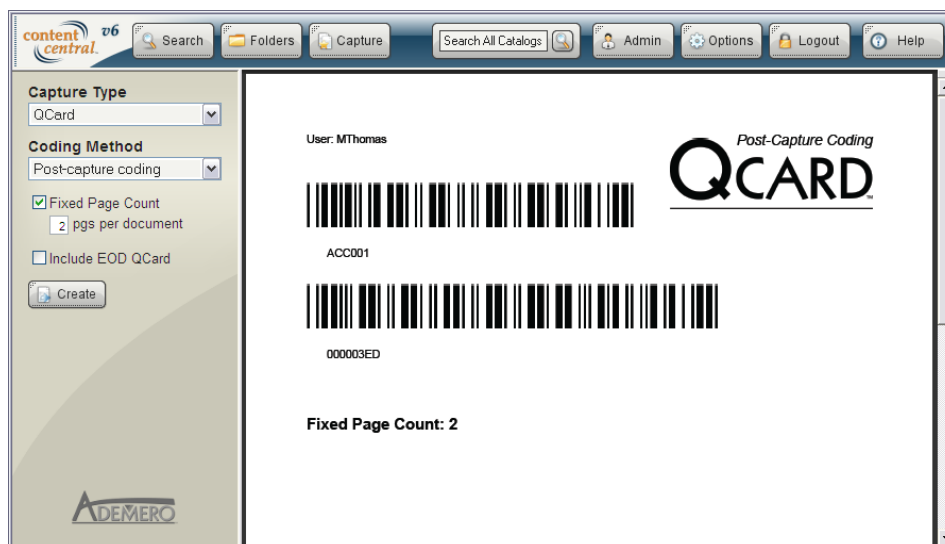 content central. v6
Search
Folders
Capture
Search All Catalogs
Admin
Options
Logout
Help
Capture Type
QCard
Coding Method
Post-capture coding
Fixed Page Count
2 pgs per document
Include EOD QCard
Create
ADEMERO
User: MThomas
Post-Capture Coding
QCARD™
ACC001
000003ED
Fixed Page Count: 2